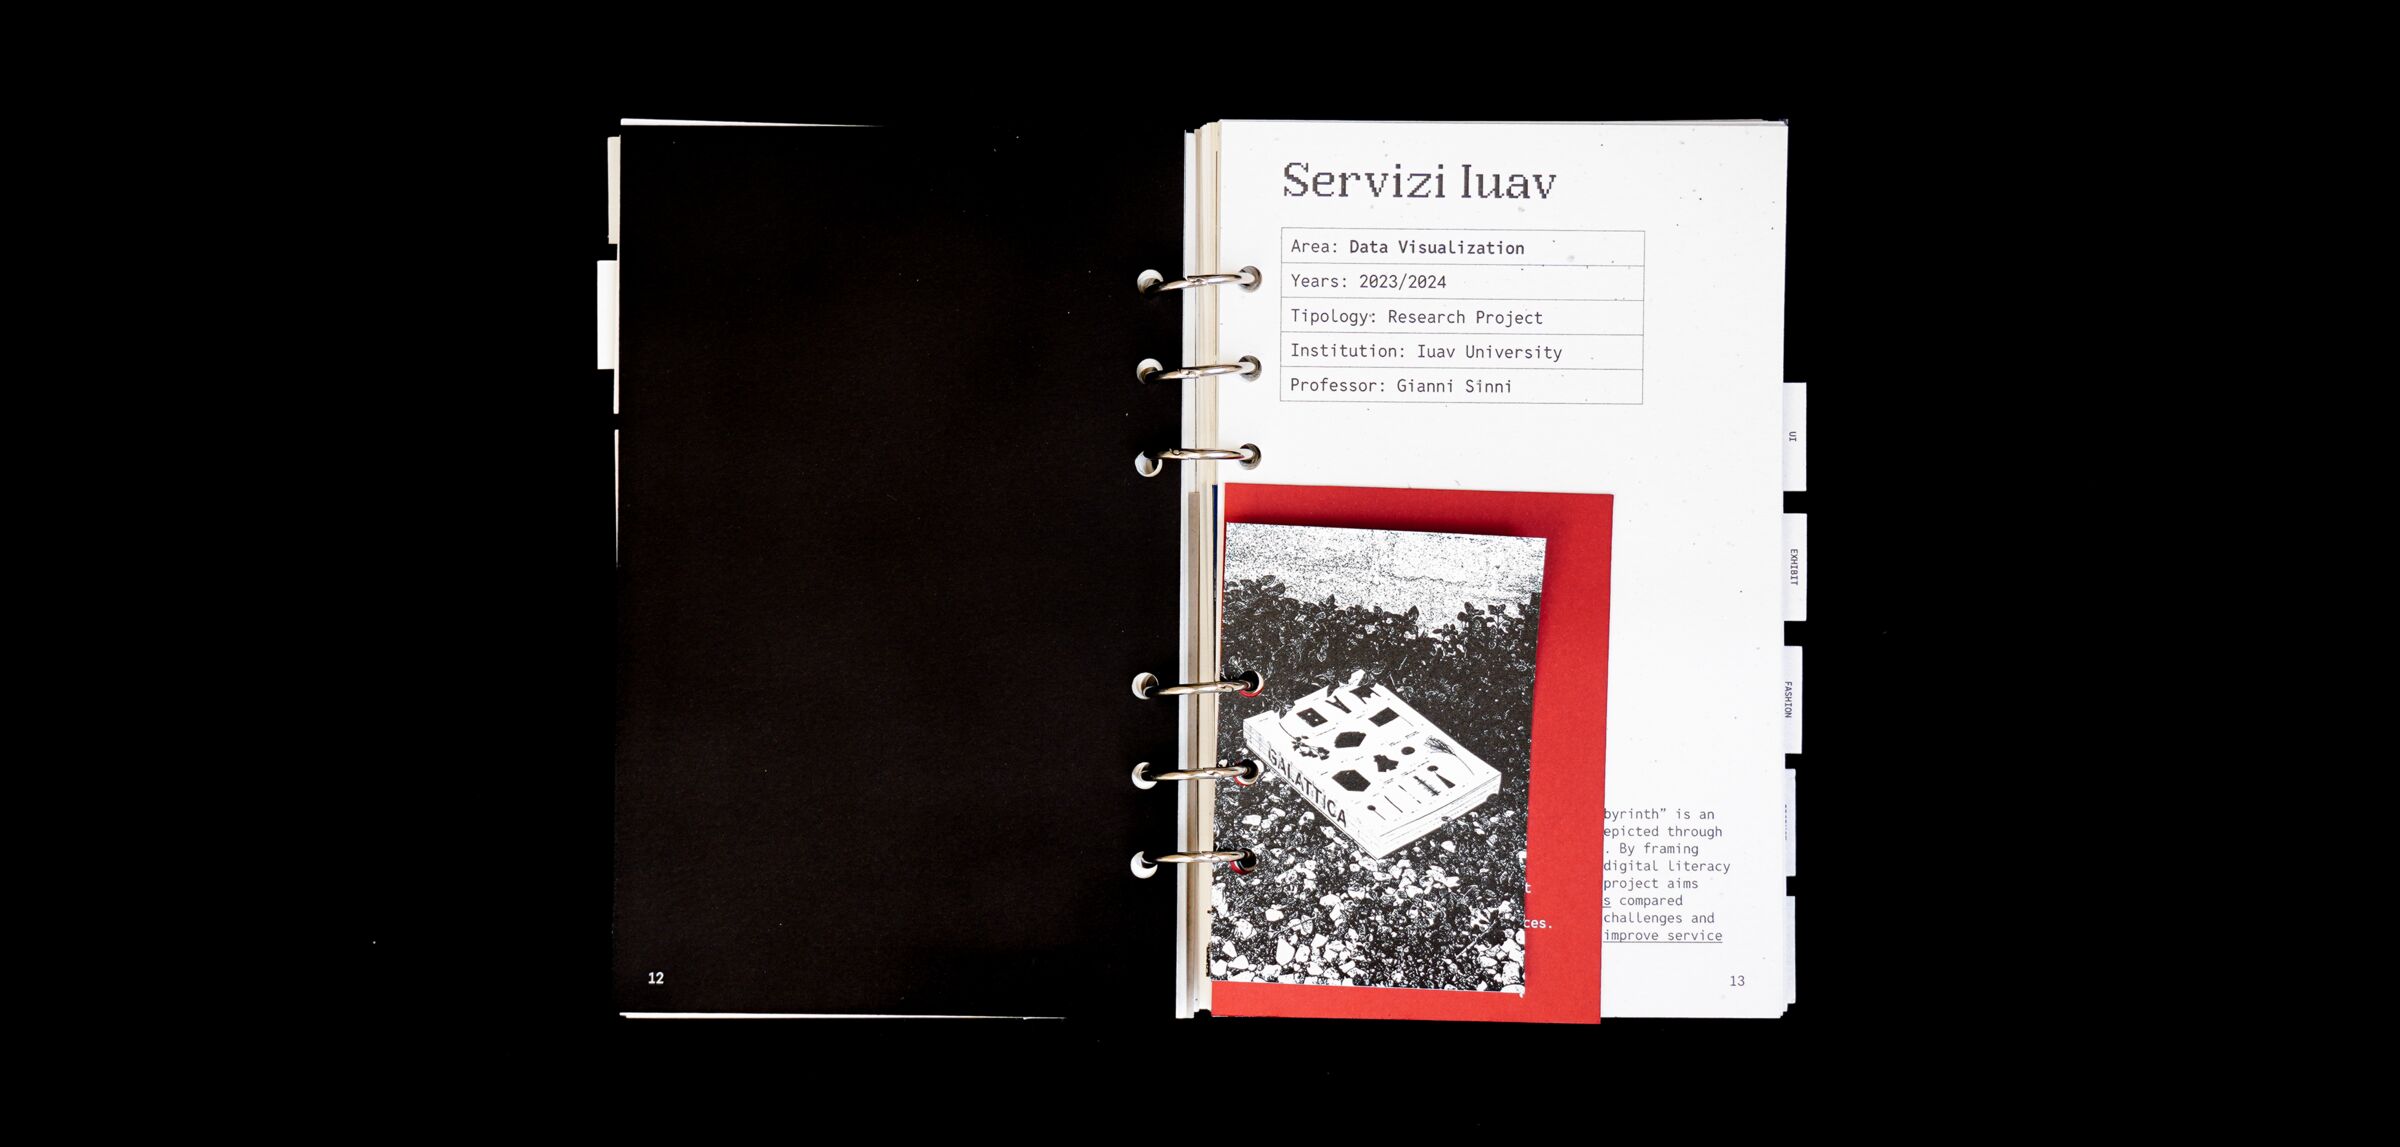 12
Servizi Iuav
Area: Data Visualization
Years: 2023/2024
Tipology: Research Project
Institution: Iuav University
Professor: Gianni Sinni
GALATTICA
t
ces.
byrinth” is an
epicted through
. By framing
digital literacy
project aims
s compared
challenges and
improve service
13
UI
EXHIBIT
FASHION